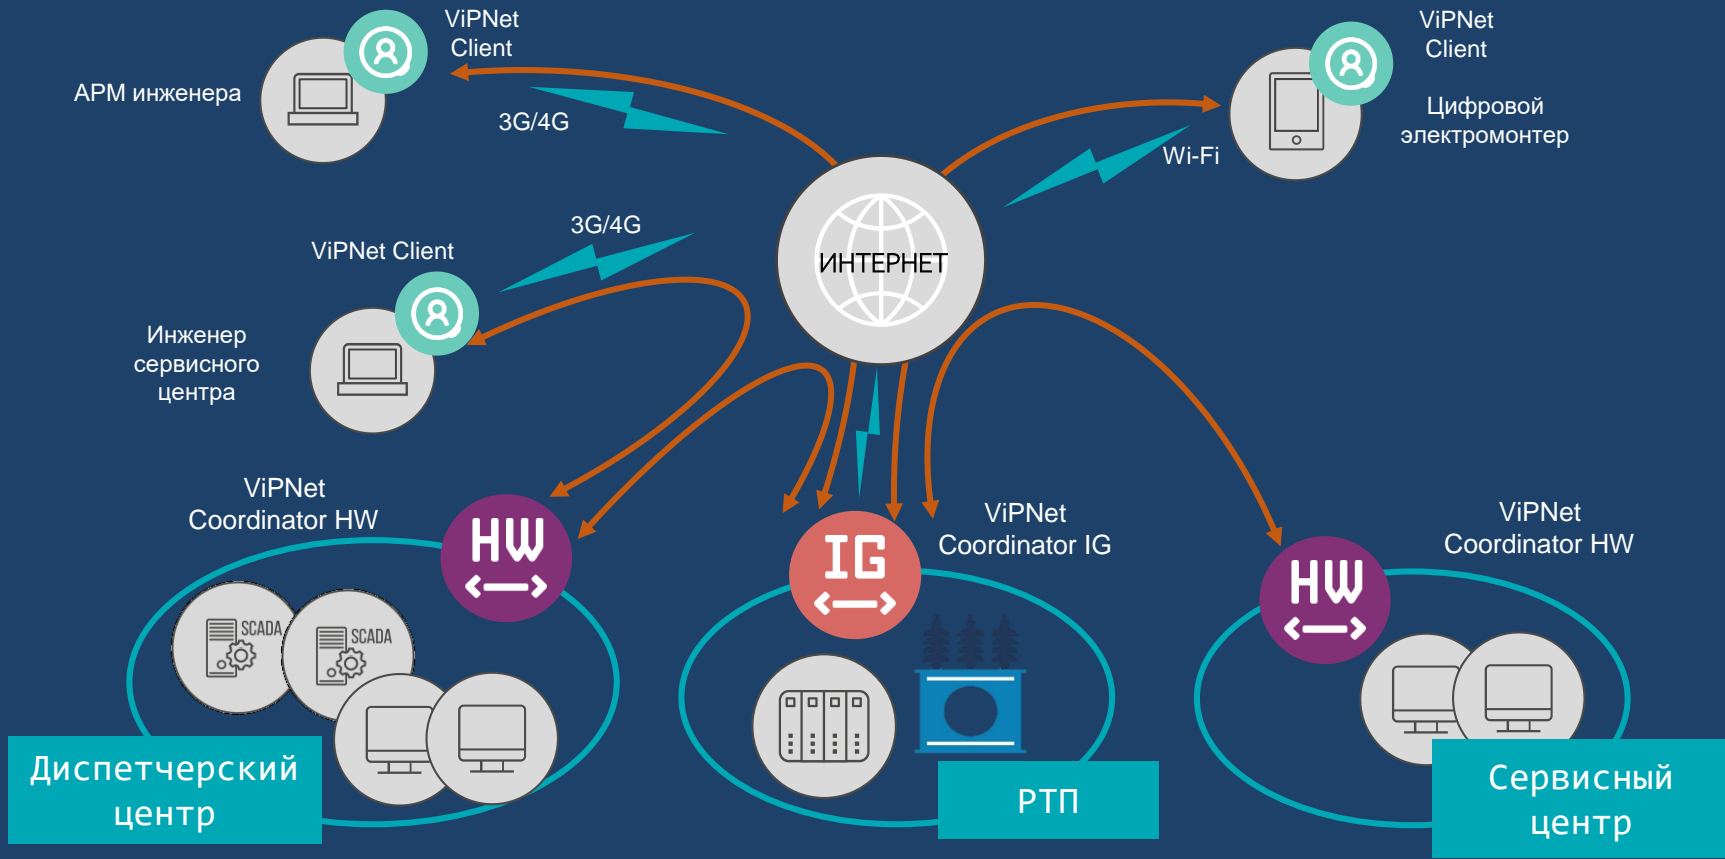 ViPNet
Client
АРМ инженера
3G/4G
ViPNet
Client
Цифровой
электромонтер
Wi-Fi
3G/4G
ViPNet Client
ИНТЕРНЕТ
Инженер
сервисного
центра
ViPNet
Coordinator HW
HW
ViPNet
Coordinator IG
IG
ViPNet
Coordinator HW
HW
SCADA
SCADA
Диспетчерский
центр
РТП
Сервисный
центр